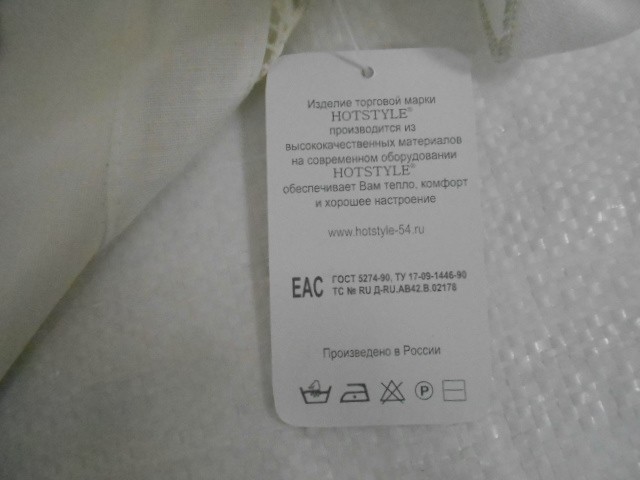 Изделие торговой марки
HOTSTYLE®
производится из
высококачественных материалов
на современном оборудовании
HOTSTYLE®
обеспечивает Вам тепло, комфорт
и хорошее настроение
www.hotstyle-54.ru
EAC ГОСТ 5274-90, ТУ 17-09-1446-90
ТС № RU Д-RU.АВ42.В.02178
Произведено в России
P